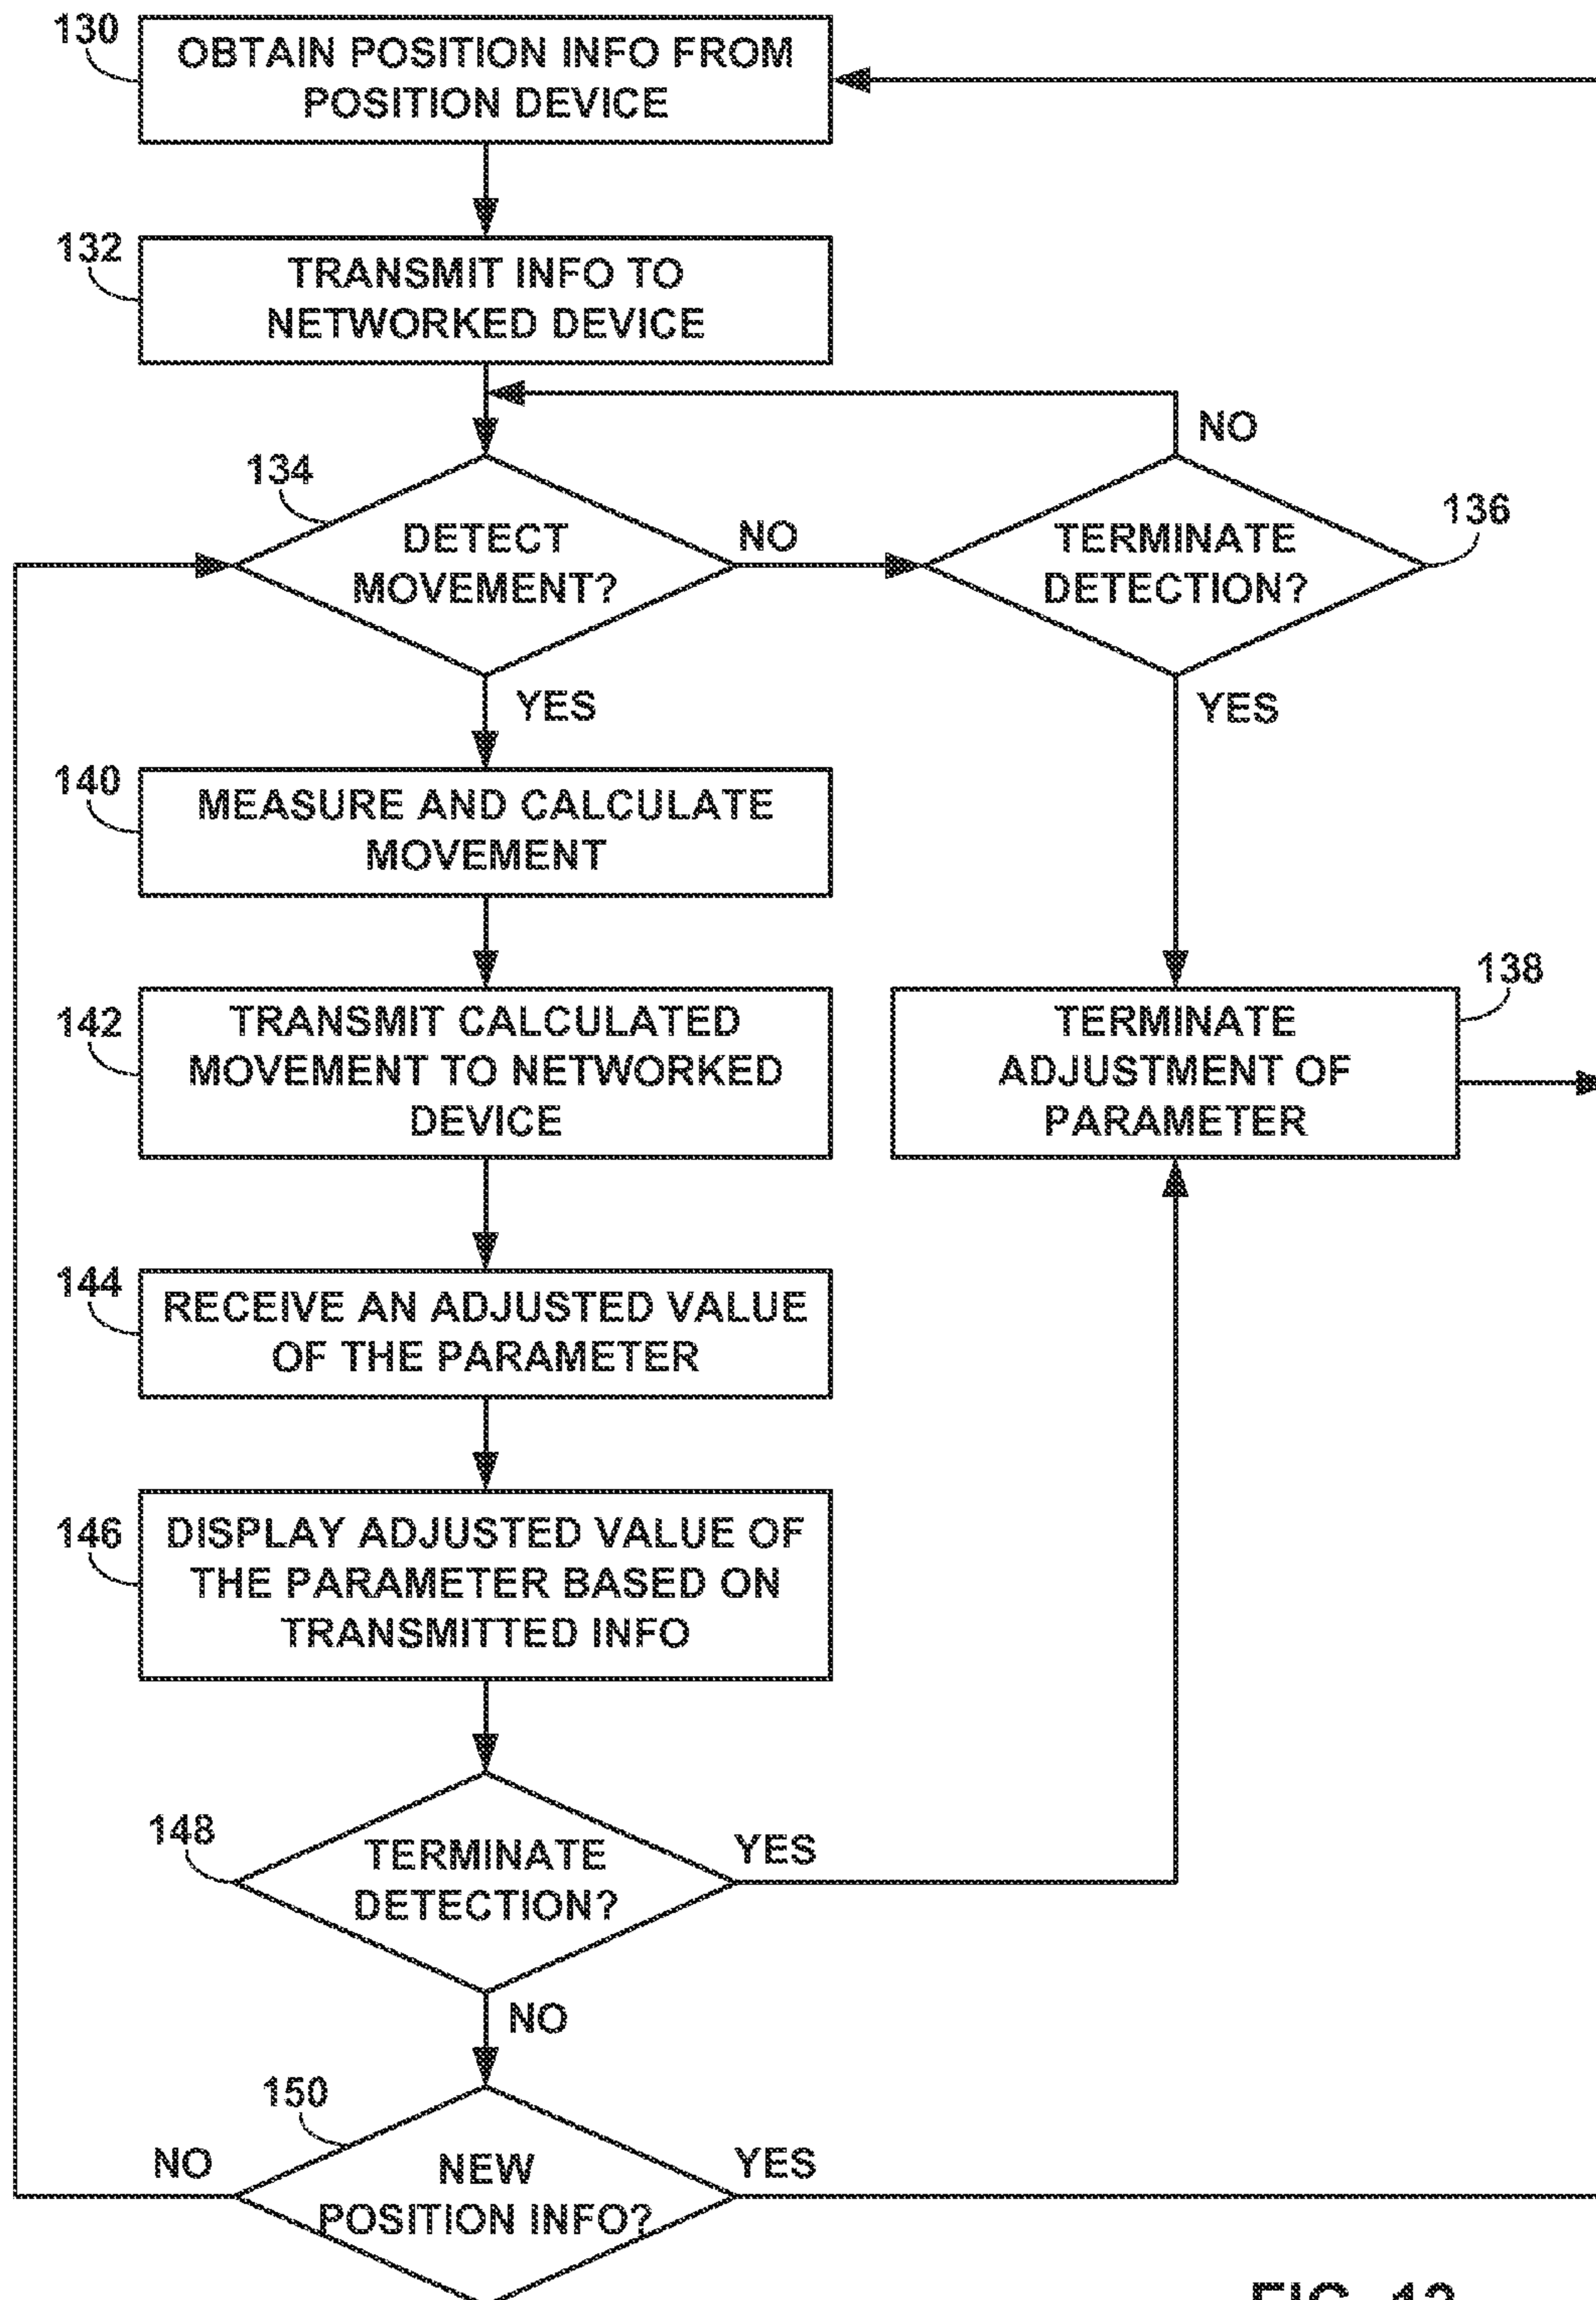 130
OBTAIN POSITION INFO FROM
POSITION DEVICE
132
TRANSMIT INFO TO
NETWORKED DEVICE
NO
134
DETECT
MOVEMENT?
NO
TERMINATE
DETECTION?
136
YES
YES
140
MEASURE AND CALCULATE
MOVEMENT
142
TRANSMIT CALCULATED
MOVEMENT TO NETWORKED
DEVICE
138
TERMINATE
ADJUSTMENT OF
PARAMETER
144
RECEIVE AN ADJUSTED VALUE
OF THE PARAMETER
146
DISPLAY ADJUSTED VALUE OF
THE PARAMETER BASED ON
TRANSMITTED INFO
148
TERMINATE
DETECTION?
YES
NO
150
NO
NEW
POSITION INFO?
YES